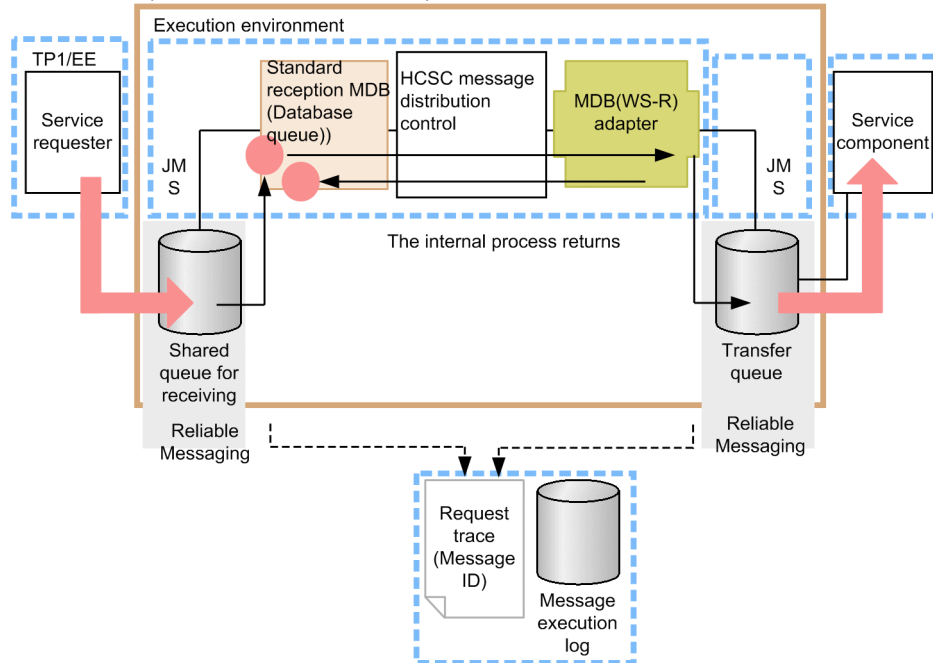 Execution environment
TP1/EE
Service
requester
JM
S
Standard
reception MDB
(Database
queue))
HCSC message
distribution
control
MDB(WS-R)
adapter
JM
S
Service
component
The internal process returns
Shared
queue for
receiving
Transfer
queue
Reliable
Messaging
Reliable
Messaging
Request
trace
(Message
ID)
Message
execution
log